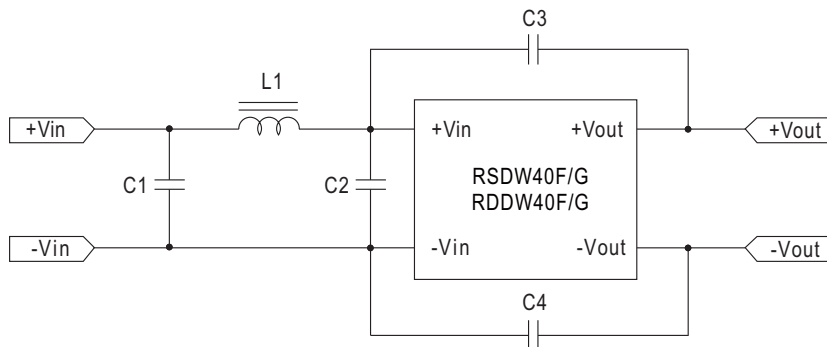 C3
L1
+Vin
+Vin
+Vout
+Vout
C1
C2
RSDW40F/G
RDDW40F/G
-Vin
-Vin
-Vout
-Vout
C4